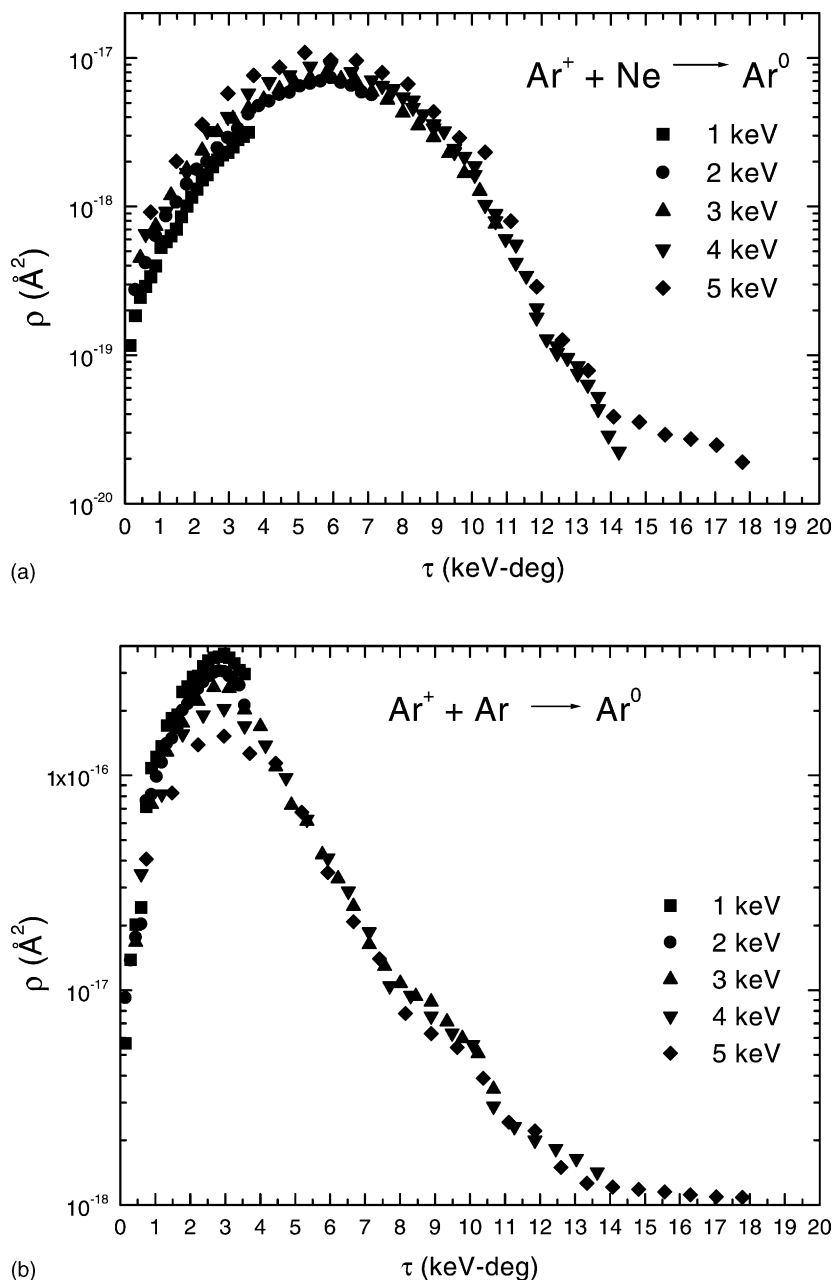 10⁻¹⁷
Ar⁺ + Ne ⟶ Ar⁰
1 keV
2 keV
3 keV
4 keV
5 keV
10⁻¹⁸
10⁻¹⁹
10⁻²⁰
ρ (Å²)
0 1 2 3 4 5 6 7 8 9 10 11 12 13 14 15 16 17 18 19 20
τ (keV-deg)
(a)
Ar⁺ + Ar ⟶ Ar⁰
1x10⁻¹⁶
1 keV
2 keV
3 keV
4 keV
5 keV
10⁻¹⁷
10⁻¹⁸
ρ (Å²)
0 1 2 3 4 5 6 7 8 9 10 11 12 13 14 15 16 17 18 19 20
τ (keV-deg)
(b)